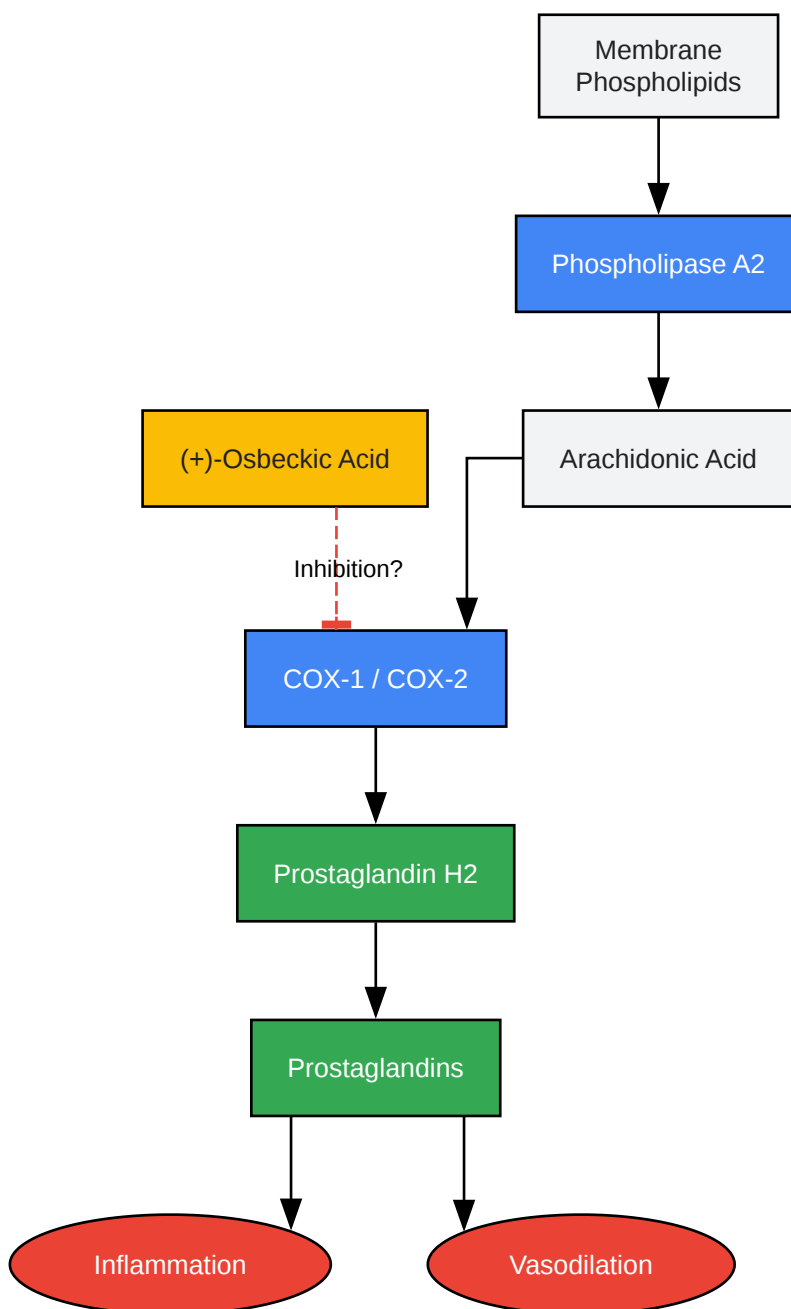 Membrane
Phospholipids
Phospholipase A2
(+)-Osbeckic Acid
Arachidonic Acid
Inhibition?
COX-1 / COX-2
Prostaglandin H2
Prostaglandins
Inflammation
Vasodilation